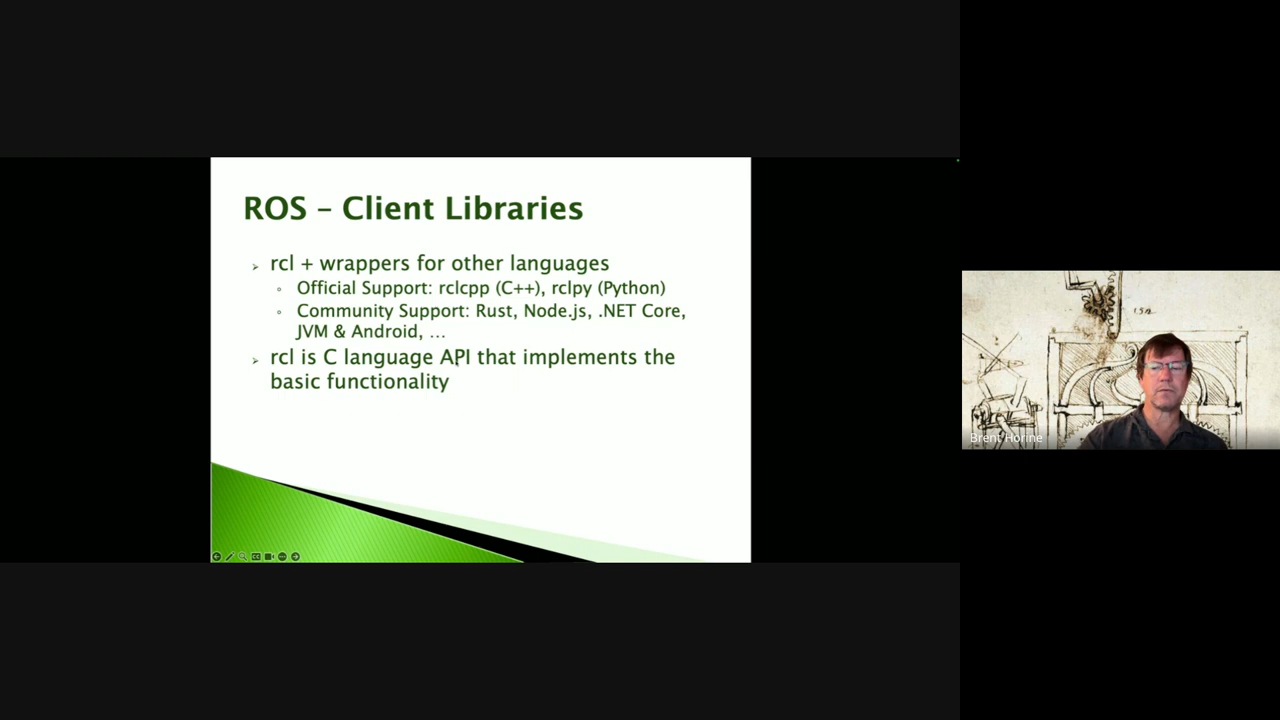 ROS – Client Libraries
rcl + wrappers for other languages
Official Support: rclcpp (C++), rclpy (Python)
Community Support: Rust, Node.js, .NET Core,
JVM & Android, …
rcl is C language API that implements the
basic functionality
Brent Horine